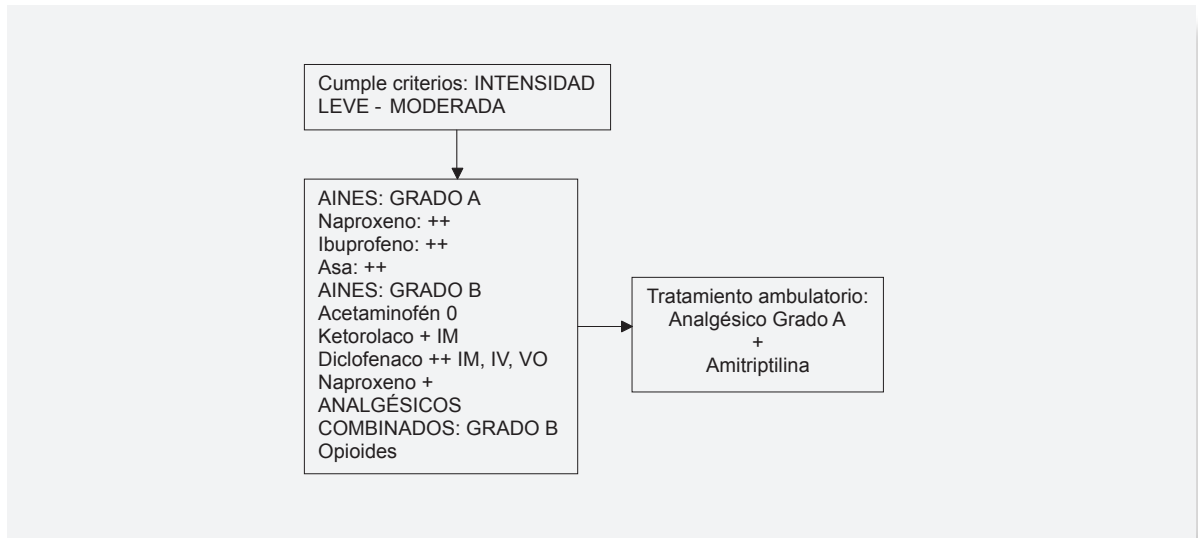 Cumple criterios: INTENSIDAD
LEVE - MODERADA
AINES: GRADO A
Naproxeno: ++
Ibuprofeno: ++
Asa: ++
AINES: GRADO B
Acetaminofén 0
Ketorolaco + IM
Diclofenaco ++ IM, IV, VO
Naproxeno +
ANALGÉSICOS
COMBINADOS: GRADO B
Opioides
Tratamiento ambulatorio:
Analgésico Grado A
+
Amitriptilina